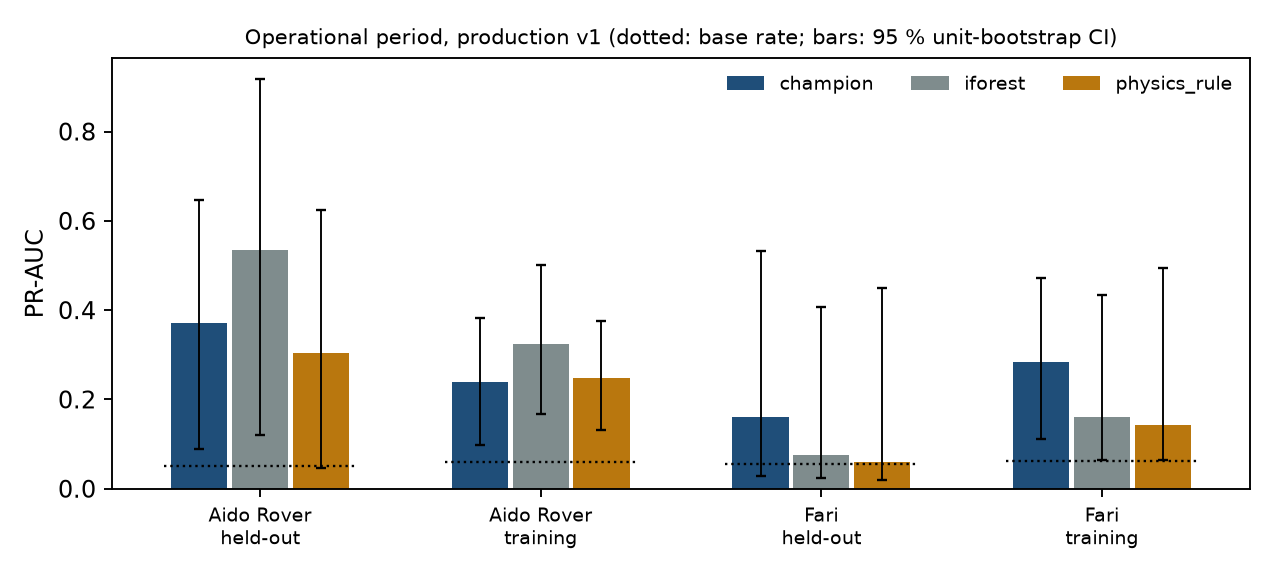 Operational period, production v1 (dotted: base rate; bars: 95 % unit-bootstrap CI)
champion
iforest
physics_rule
PR-AUC
0.8
0.6
0.4
0.2
0.0
Aido Rover
held-out
Aido Rover
training
Fari
held-out
Fari
training